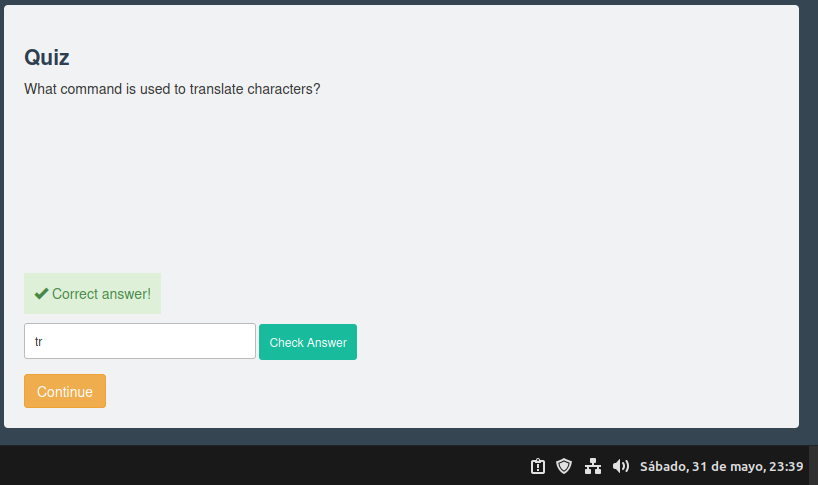 Quiz
What command is used to translate characters?
Correct answer!
tr
Check Answer
Continue
Sábado, 31 de mayo, 23:39